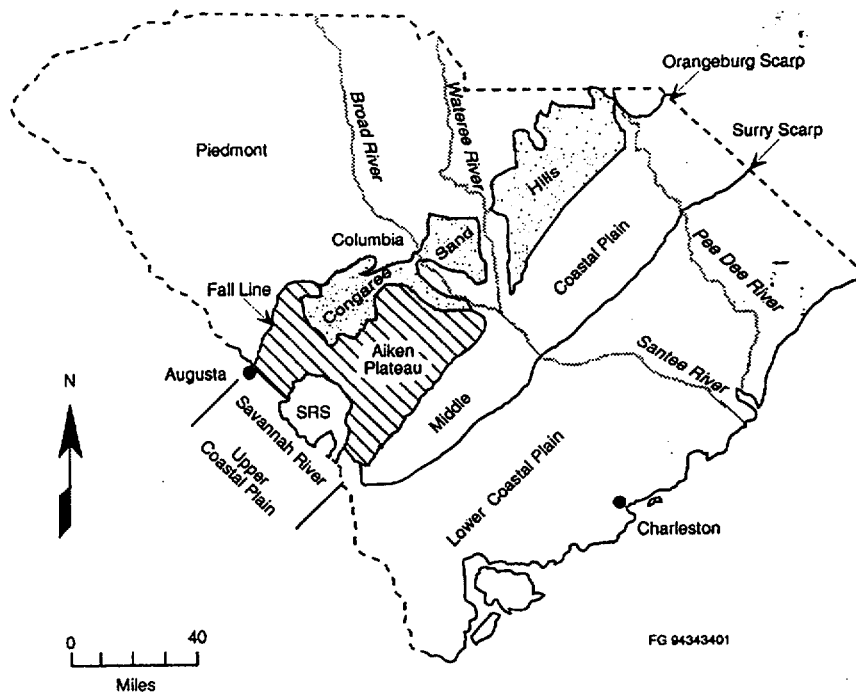 Orangeburg Scarp
Surry Scarp
Piedmont
Broad River
Wateree River
Hills
Columbia
Sand
Coastal Plain
Pee Dee River
Congaree
Fall Line
Aiken
Plateau
Santee River
Augusta
N
SRS
Middle
Savannah River
Upper
Coastal Plain
Lower Coastal Plain
Charleston
0 40
Miles
FG 94343401